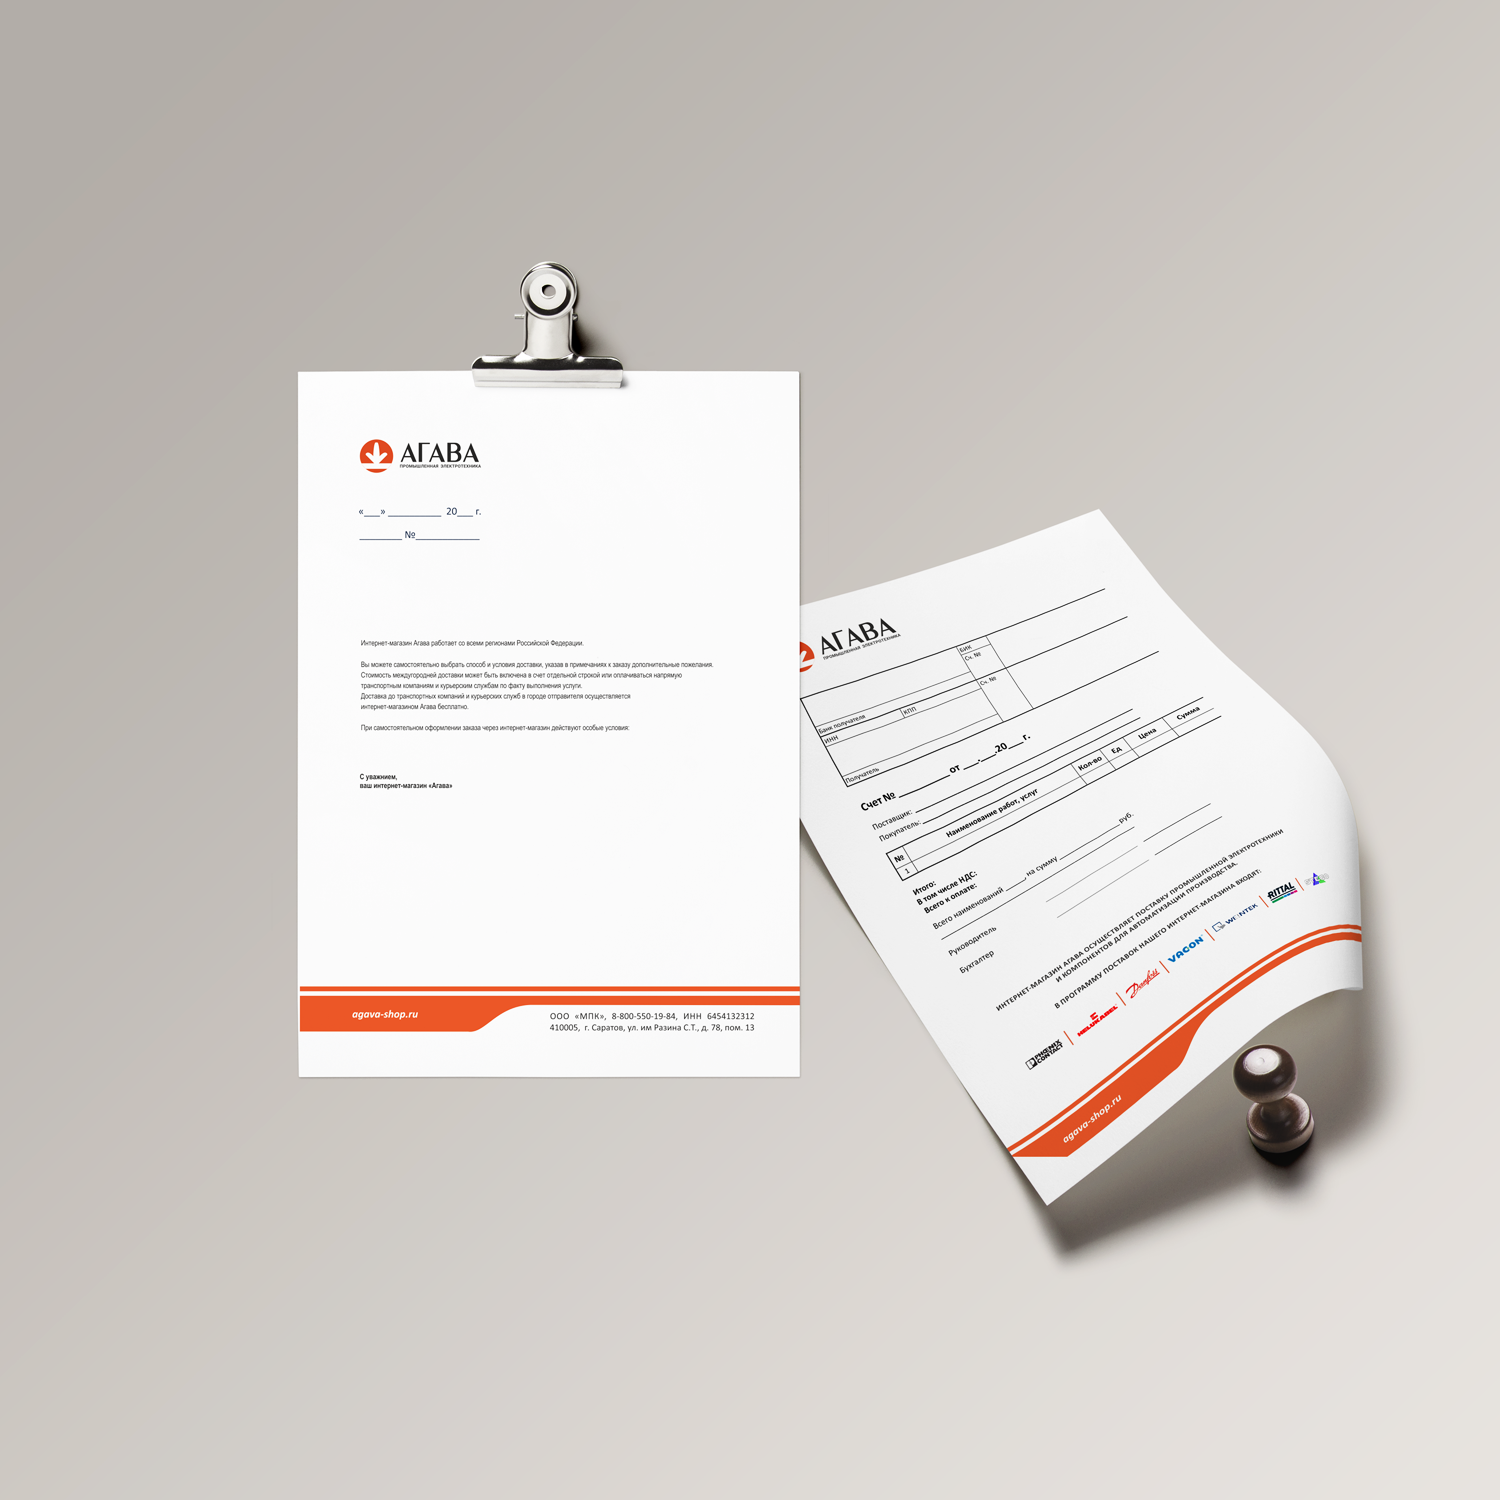 АГАВА
ПРОМЫШЛЕННАЯ ЭЛЕКТРОТЕХНИКА
«___» __________ 20___ г.
________ №____________
Интернет-магазин Агава работает со всеми регионами Российской Федерации.
Вы можете самостоятельно выбрать способ и условия доставки, указав в примечаниях к заказу дополнительные пожелания.
Стоимость междугородней доставки может быть включена в счет отдельной строкой или оплачиваться напрямую
транспортным компаниям и курьерским службам по факту выполнения услуги.
Доставка до транспортных компаний и курьерских служб в городе отправителя осуществляется
интернет-магазином Агава бесплатно.
При самостоятельном оформлении заказа через интернет-магазин действуют особые условия:
С уважнием,
ваш интернет-магазин «Агава»
agava-shop.ru
ООО «МПК», 8-800-550-19-84, ИНН 6454132312
410005, г. Саратов, ул. им Разина С.Т., д. 78, пом. 13
АГАВА
ПРОМЫШЛЕННАЯ ЭЛЕКТРОТЕХНИКА
БИК
Сч. №
Банк получателя
ИНН
КПП
Сч. №
Получатель
Счет № _________ от ___.___.20___ г.
Поставщик:
Покупатель:
№
Наименование работ, услуг
Кол-во
Ед
Цена
Сумма
1
Итого:
В том числе НДС:
Всего к оплате:
Всего наименований ____ на сумму ____________ руб.
Руководитель
Бухгалтер
ИНТЕРНЕТ-МАГАЗИН АГАВА ОСУЩЕСТВЛЯЕТ ПОСТАВКУ ПРОМЫШЛЕННОЙ ЭЛЕКТРОТЕХНИКИ
И КОМПОНЕНТОВ ДЛЯ АВТОМАТИЗАЦИИ ПРОИЗВОДСТВА.
В ПРОГРАММУ ПОСТАВОК НАШЕГО ИНТЕРНЕТ-МАГАЗИНА ВХОДЯТ:
PHOENIX CONTACT
HELUKABEL
Danfoss
VACON
WEINTEK
RITTAL
agava-shop.ru